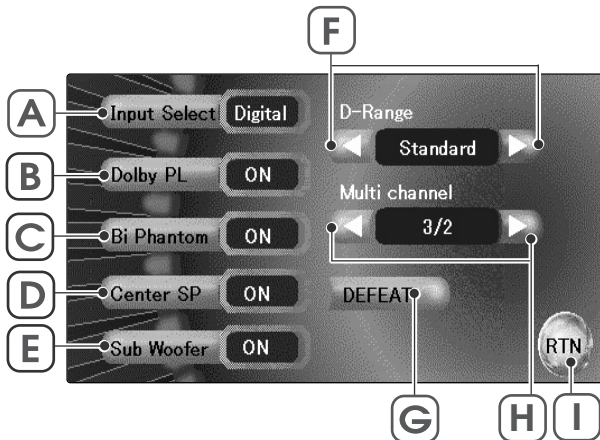 F
A
Input Select Digital
D-Range
Standard
B
Dolby PL ON
Multi channel
C
Bi Phantom ON
3/2
D
Center SP ON
DEFEAT
E
Sub Woofer ON
RTN
G
H
I